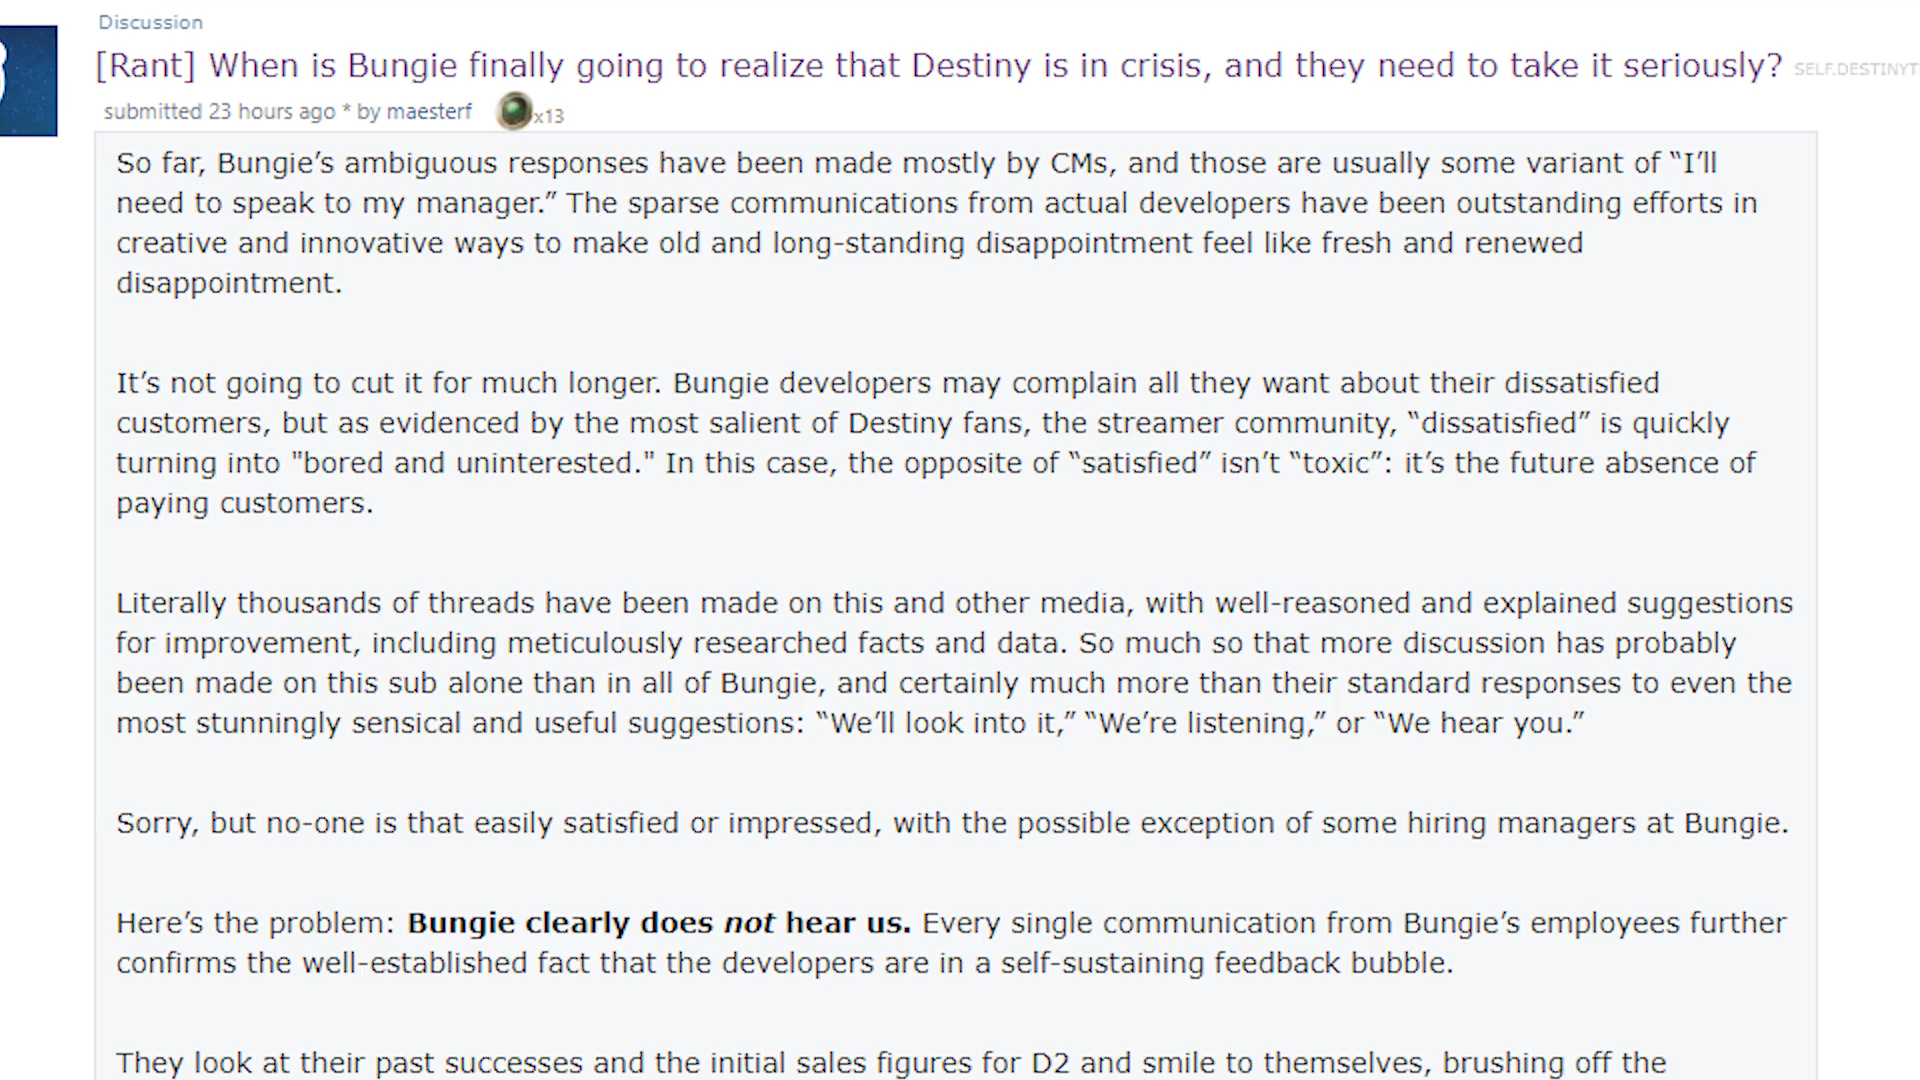 Discussion
[Rant] When is Bungie finally going to realize that Destiny is in crisis, and they need to take it seriously? SELF.DESTINYT
submitted 23 hours ago * by maesterf x13
So far, Bungie’s ambiguous responses have been made mostly by CMs, and those are usually some variant of “I’ll
need to speak to my manager.” The sparse communications from actual developers have been outstanding efforts in
creative and innovative ways to make old and long-standing disappointment feel like fresh and renewed
disappointment.
It’s not going to cut it for much longer. Bungie developers may complain all they want about their dissatisfied
customers, but as evidenced by the most salient of Destiny fans, the streamer community, “dissatisfied” is quickly
turning into "bored and uninterested." In this case, the opposite of “satisfied” isn’t “toxic”: it’s the future absence of
paying customers.
Literally thousands of threads have been made on this and other media, with well-reasoned and explained suggestions
for improvement, including meticulously researched facts and data. So much so that more discussion has probably
been made on this sub alone than in all of Bungie, and certainly much more than their standard responses to even the
most stunningly sensical and useful suggestions: “We’ll look into it,” “We’re listening,” or “We hear you.”
Sorry, but no-one is that easily satisfied or impressed, with the possible exception of some hiring managers at Bungie.
Here’s the problem: Bungie clearly does not hear us. Every single communication from Bungie’s employees further
confirms the well-established fact that the developers are in a self-sustaining feedback bubble.
They look at their past successes and the initial sales figures for D2 and smile to themselves, brushing off the